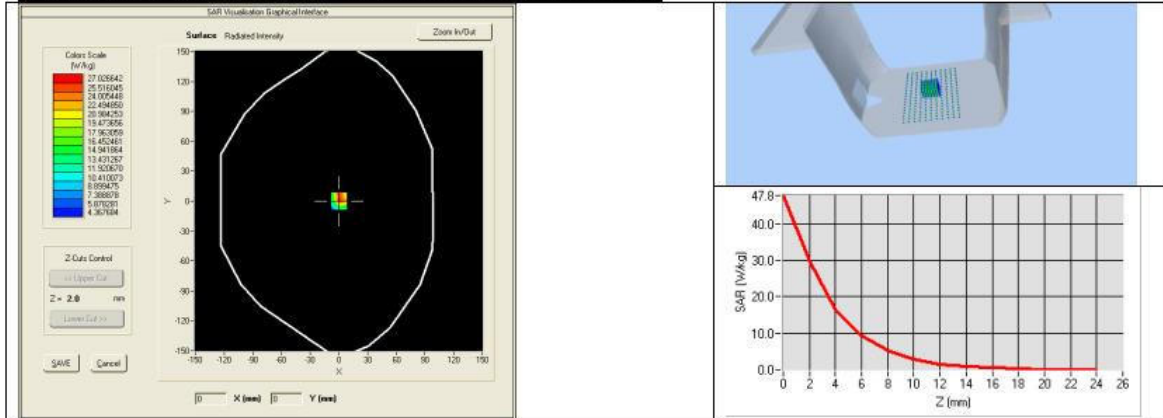 SAR Visualisation Graphical Interface
Surface Radiated Intensity
Zoom In/Out
Colors Scale
(W/kg)
27.026642
25.516045
24.005448
22.494850
20.984253
19.473656
17.963059
16.452461
14.941864
13.431267
11.920670
10.410073
8.899475
7.388878
5.878281
4.367684
Z-Cuts Control
<< Upper Cut
Z = 2.0 mm
Lower Cut >>
SAVE Cancel
Y
150
120
90
60
30
0
-30
-60
-90
-120
-150
-150 -120 -90 -60 -30 0 30 60 90 120 150
X
0 X (mm) 0 Y (mm)
SAR (W/kg)
47.8
40.0
30.0
20.0
10.0
0.0
0 2 4 6 8 10 12 14 16 18 20 22 24 26
Z (mm)